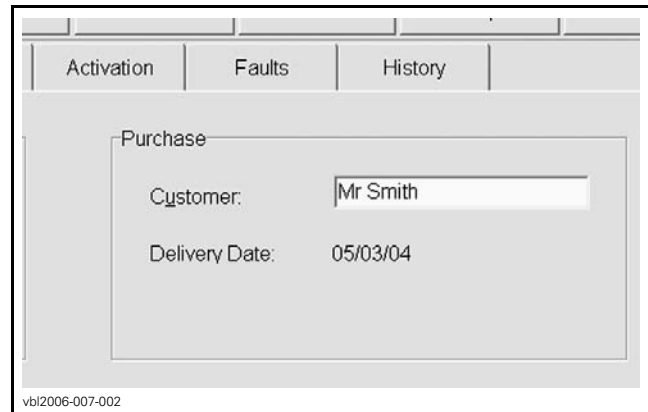 Activation Faults History
Purchase
Customer: Mr Smith
Delivery Date: 05/03/04
vbl2006-007-002